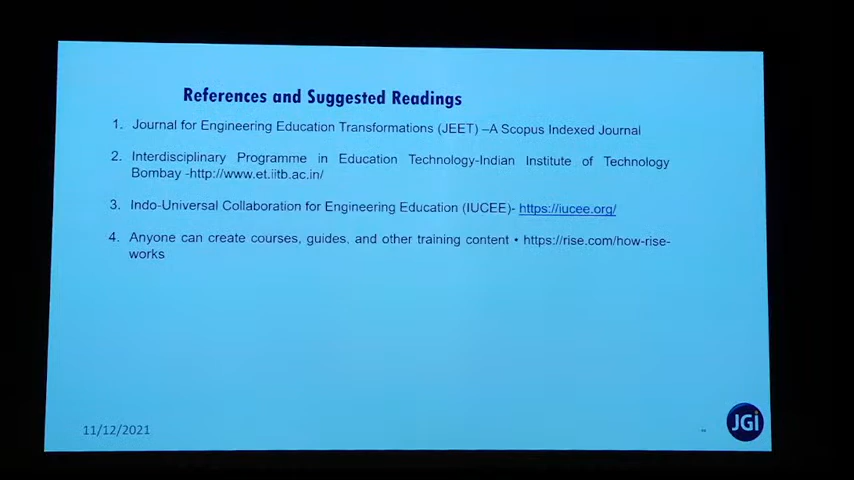 References and Suggested Readings
1. Journal for Engineering Education Transformations (JEET) –A Scopus Indexed Journal
2. Interdisciplinary Programme in Education Technology-Indian Institute of Technology
Bombay -http://www.et.iitb.ac.in/
3. Indo-Universal Collaboration for Engineering Education (IUCEE)- https://iucee.org/
4. Anyone can create courses, guides, and other training content • https://rise.com/how-rise-
works
11/12/2021
JGi